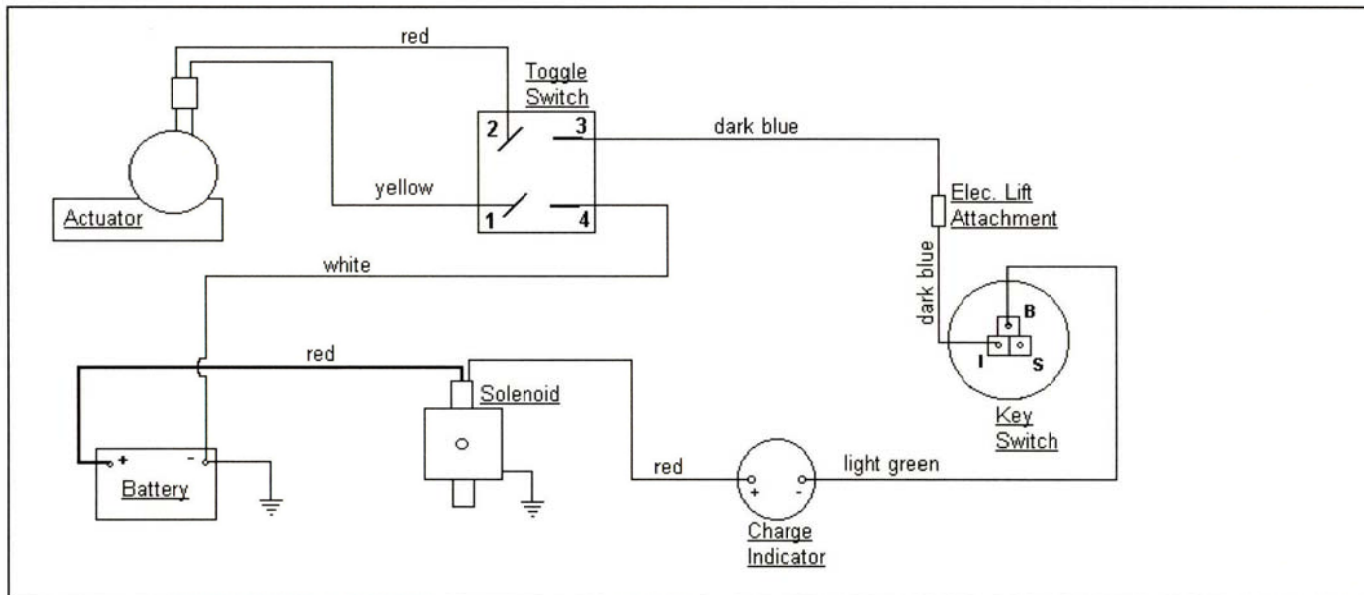 red
Toggle
Switch
2
3
dark blue
yellow
1
4
Actuator
Elec. Lift
Attachment
white
dark blue
B
I
S
red
Solenoid
Key
Switch
+
-
Battery
red
light green
+
-
Charge
Indicator